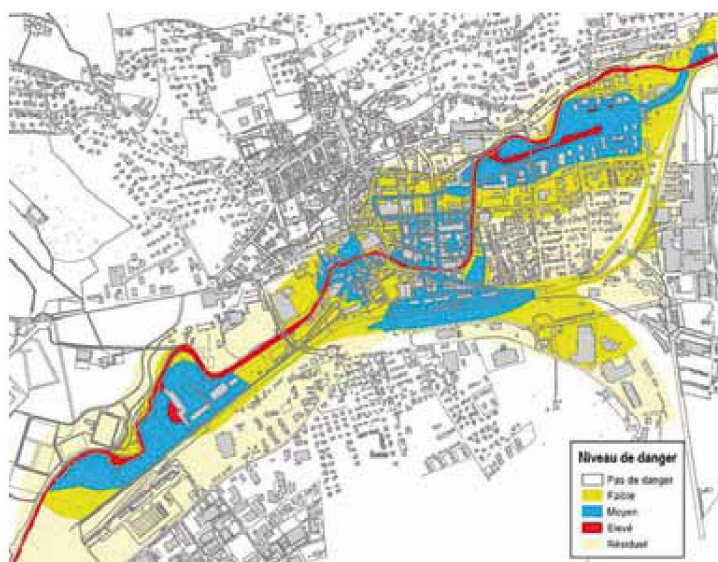 Niveau de danger
Pas de danger
Faible
Moyen
Elevé
Résiduel